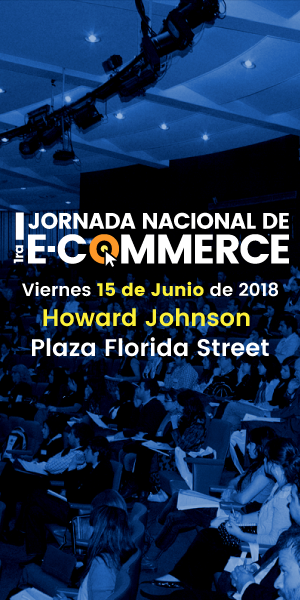 1ra JORNADA NACIONAL DE
E-COMMERCE
Viernes 15 de Junio de 2018
Howard Johnson
Plaza Florida Street